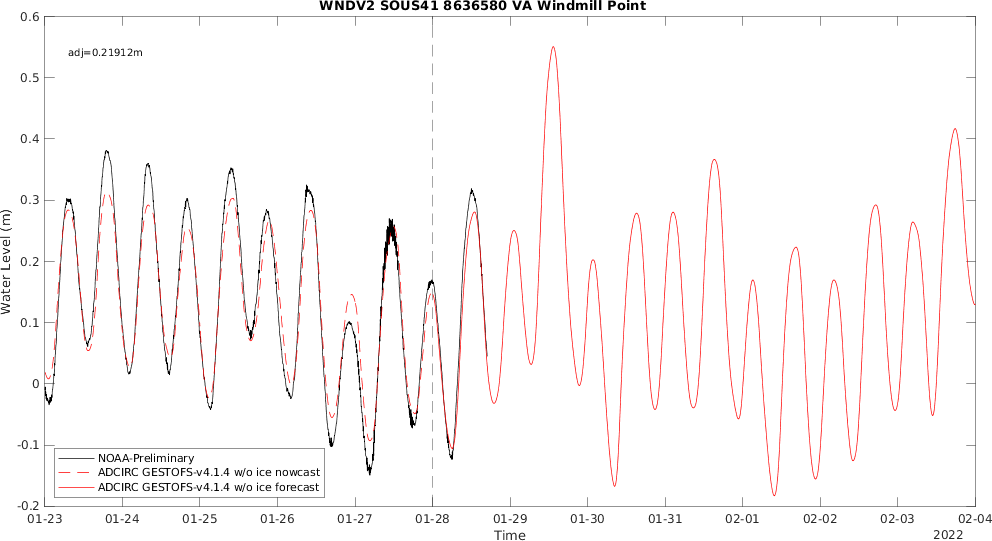 WNDV2 SOUS41 8636580 VA Windmill Point
0.6
0.5
0.4
0.3
0.2
0.1
0
-0.1
-0.2
Water Level (m)
adj=0.21912m
NOAA-Preliminary
ADCIRC GESTOFS-v4.1.4 w/o ice nowcast
ADCIRC GESTOFS-v4.1.4 w/o ice forecast
01-23 01-24 01-25 01-26 01-27 01-28 01-29 01-30 01-31 02-01 02-02 02-03 02-04
Time
2022